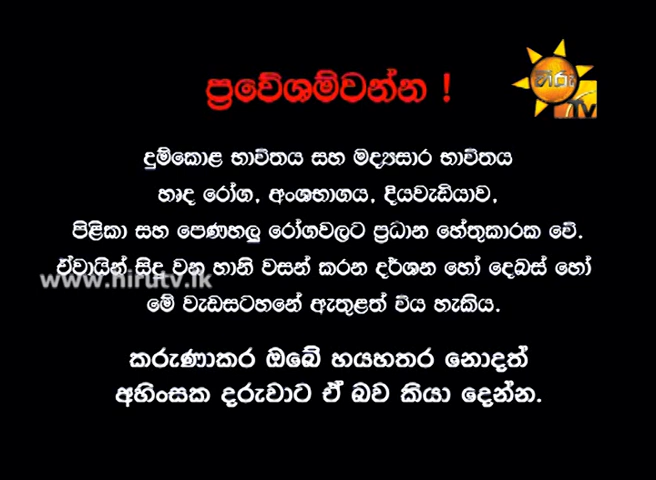 ප්‍රවේශම්වන්න !
හිරු
TV
දුම්කොළ භාවිතය සහ මද්‍යසාර භාවිතය
හෘද රෝග, අංශභාගය, දියවැඩියාව,
පිළිකා සහ පෙණහලු රෝගවලට ප්‍රධාන හේතුකාරක වේ.
ඒවායින් සිදු වන හානි වසන් කරන දර්ශන හෝ දෙබස් හෝ
www.hirutv.lk
මේ වැඩසටහනේ ඇතුළත් විය හැකිය.
කරුණාකර ඔබේ හයහතර නොදත්
අහිංසක දරුවාට ඒ බව කියා දෙන්න.